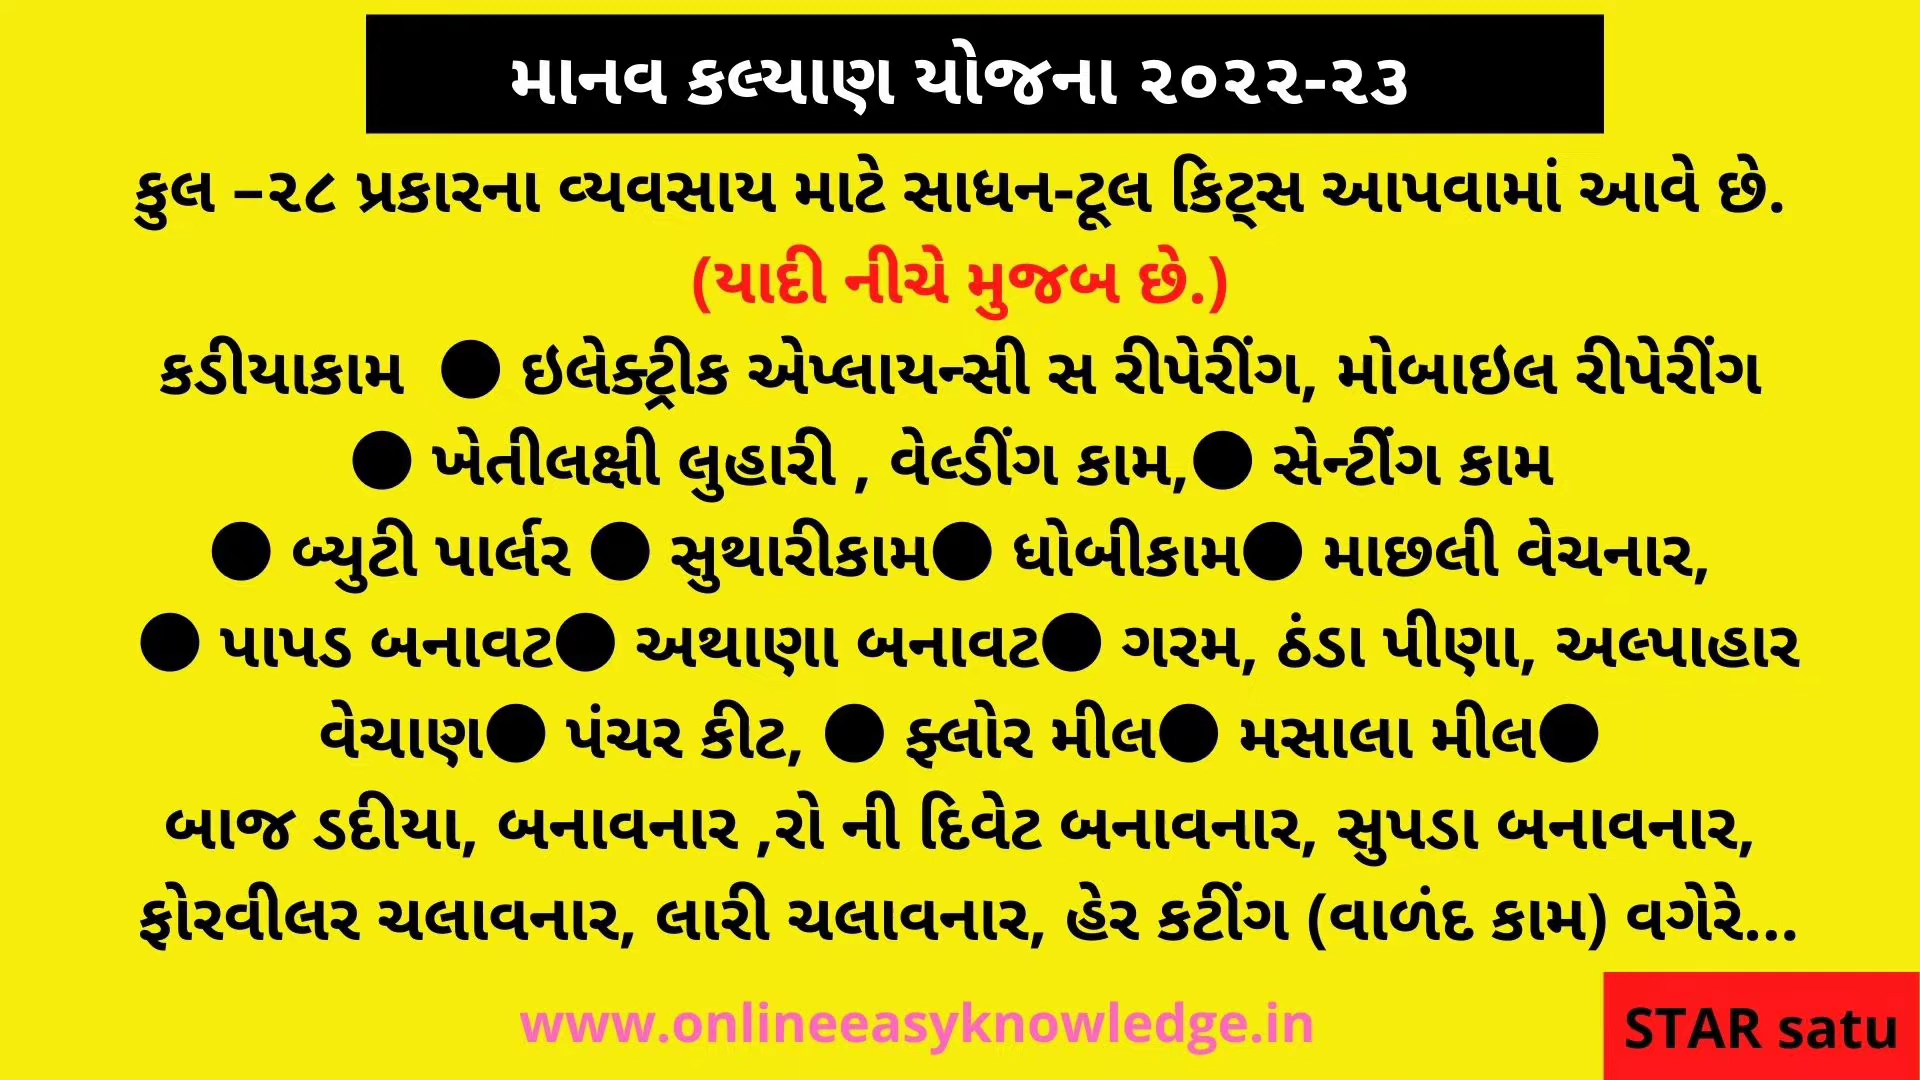 માનવ કલ્યાણ યોજના ૨૦૨૨-૨૩
કુલ –૨૮ પ્રકારના વ્યવસાય માટે સાધન-ટૂલ કિટ્સ આપવામાં આવે છે.
(યાદી નીચે મુજબ છે.)
કડીયાકામ ● ઇલેક્ટ્રીક એપ્લાયન્સી સ રીપેરીંગ, મોબાઇલ રીપેરીંગ
● ખેતીલક્ષી લુહારી , વેલ્ડીંગ કામ,● સેન્ટીંગ કામ
● બ્યુટી પાર્લર ● સુથારીકામ● ધોબીકામ● માછલી વેચનાર,
● પાપડ બનાવટ● અથાણા બનાવટ● ગરમ, ઠંડા પીણા, અલ્પાહાર
વેચાણ● પંચર કીટ, ● ફ્લોર મીલ● મસાલા મીલ●
બાજ ડદીયા, બનાવનાર ,રો ની દિવેટ બનાવનાર, સુપડા બનાવનાર,
ફોરવીલર ચલાવનાર, લારી ચલાવનાર, હેર કટીંગ (વાળંદ કામ) વગેરે...
www.onlineeasyknowledge.in
STAR satu